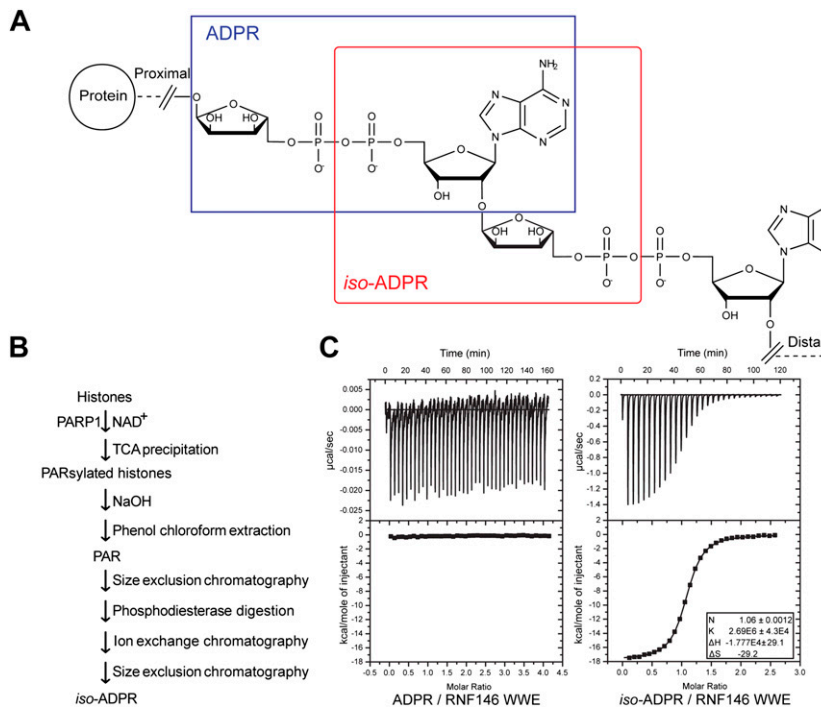 A
ADPR
Proximal
Protein
NH₂
N
N
N
N
O
O
OH
HO
O
O
O
P
O
P
O
O⁻
O⁻
O
OH
O
O
OH
HO
O
O
O
P
O
P
O
O⁻
O⁻
N
N
O
OH
O
iso-ADPR
Dista
B
Histones
PARP1 NAD⁺
TCA precipitation
PARsylated histones
NaOH
Phenol chloroform extraction
PAR
Size exclusion chromatography
Phosphodiesterase digestion
Ion exchange chromatography
Size exclusion chromatography
iso-ADPR
C
Time (min)
0 20 40 60 80 100 120 140 160
0.005
0.000
-0.005
-0.010
-0.015
-0.020
-0.025
µcal/sec
2
0
-2
-4
-6
-8
-10
-12
-14
-16
-18
kcal/mole of injectant
0.0 0.5 1.0 1.5 2.0 2.5 3.0 3.5 4.0 4.5
Molar Ratio
ADPR / RNF146 WWE
Time (min)
0 10 20 30 40 50 60 70 80 90 100 110 120
0.2
0.0
-0.2
-0.4
-0.6
-0.8
-1.0
-1.2
-1.4
-1.6
µcal/sec
2
0
-2
-4
-6
-8
-10
-12
-14
-16
-18
kcal/mole of injectant
N 1.06 ± 0.0012
K 2.69E6 ± 4.3E4
ΔH -1.777E4±29.1
ΔS -29.2
0.0 0.5 1.0 1.5 2.0 2.5 3.0
Molar Ratio
iso-ADPR / RNF146 WWE